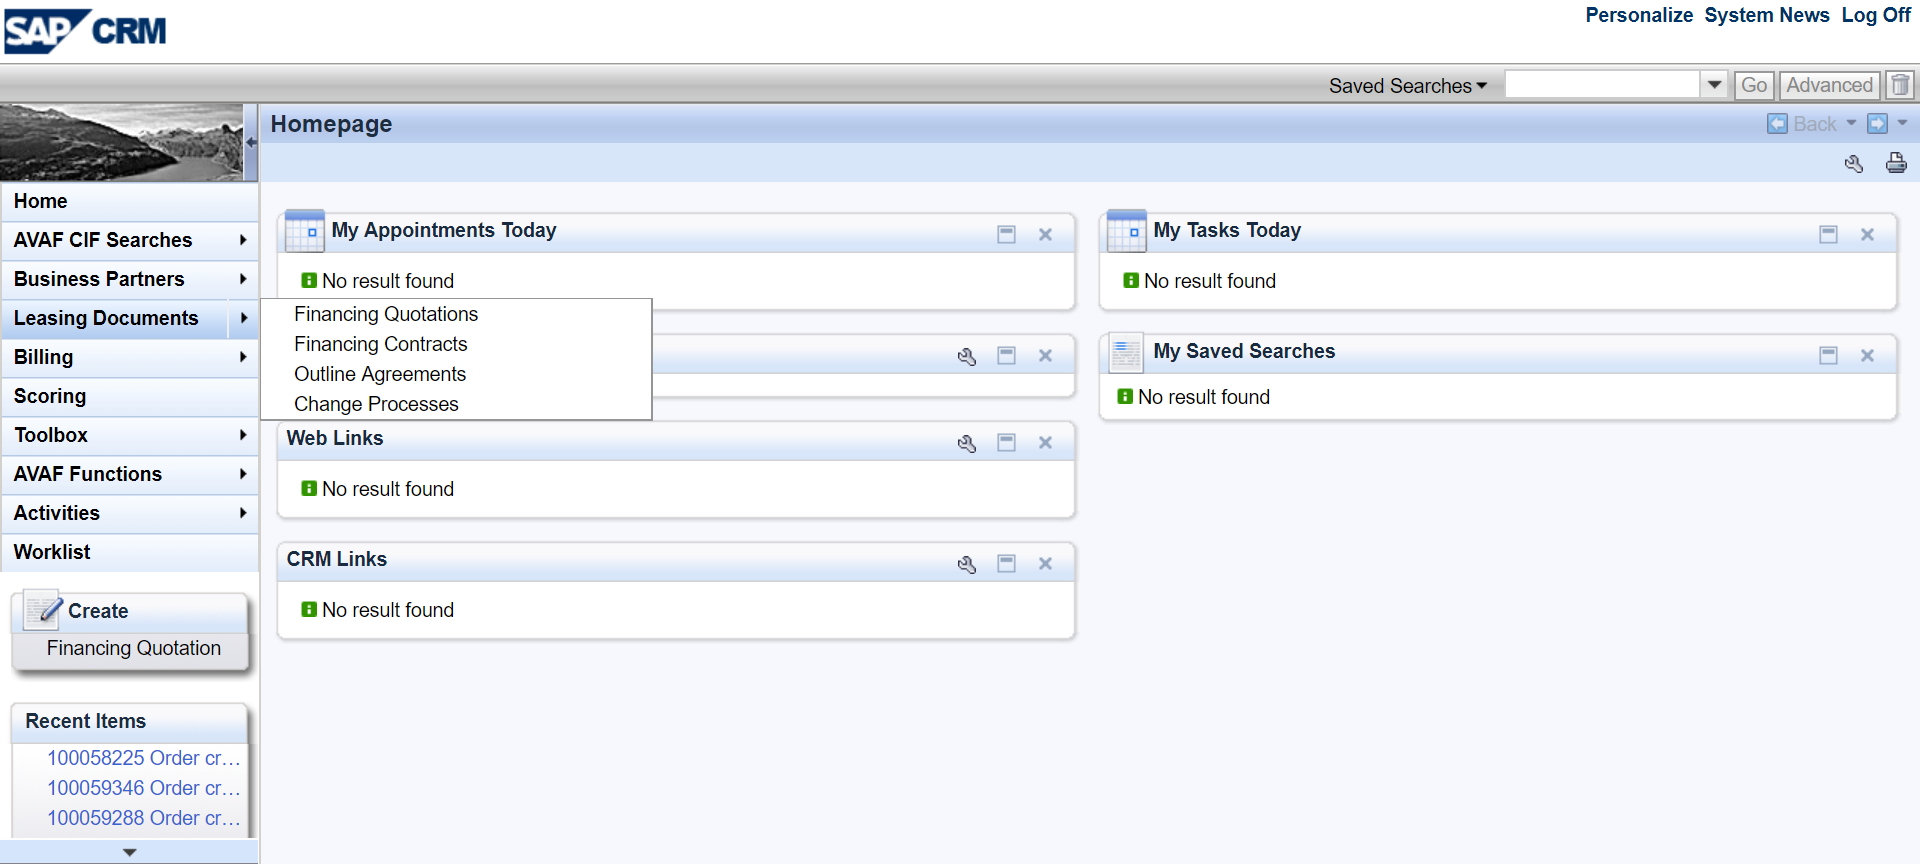 SAP CRM
Personalize System News Log Off
Saved Searches
Go
Advanced
Homepage
Back
Home
AVAF CIF Searches
Business Partners
Leasing Documents
Billing
Scoring
Toolbox
AVAF Functions
Activities
Worklist
Create
Financing Quotation
Recent Items
100058225 Order cr...
100059346 Order cr...
100059288 Order cr...
My Appointments Today
No result found
Financing Quotations
Financing Contracts
Outline Agreements
Change Processes
Web Links
No result found
CRM Links
No result found
My Tasks Today
No result found
My Saved Searches
No result found